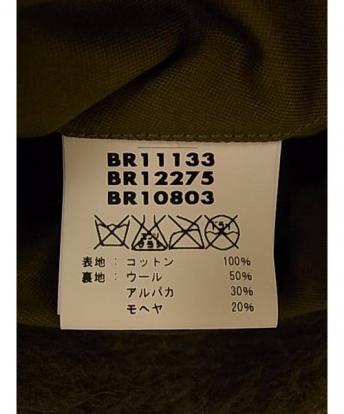 BR11133
BR12275
BR10803
表地 : コットン 100%
裏地 : ウール 50%
アルパカ 30%
モヘヤ 20%